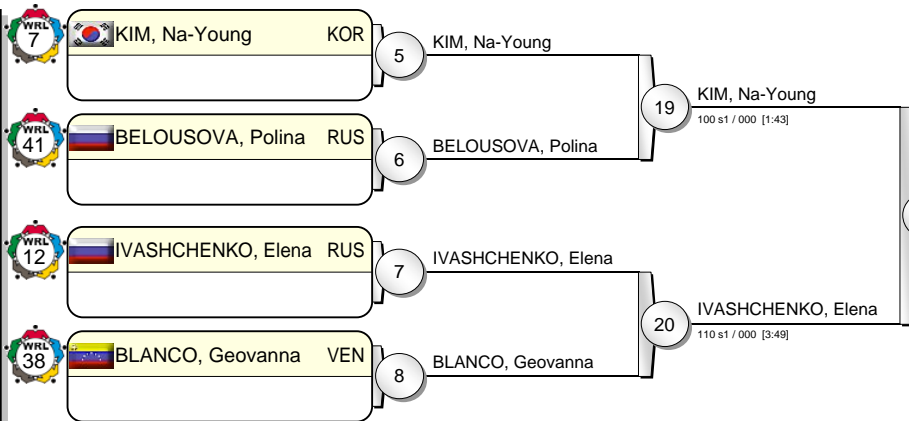 WRL
7
KIM, Na-Young KOR
5
KIM, Na-Young
19
KIM, Na-Young
100 s1 / 000 [1:43]
WRL
41
BELOUSOVA, Polina RUS
6
BELOUSOVA, Polina
WRL
12
IVASHCHENKO, Elena RUS
7
IVASHCHENKO, Elena
20
IVASHCHENKO, Elena
110 s1 / 000 [3:49]
WRL
38
BLANCO, Geovanna VEN
8
BLANCO, Geovanna